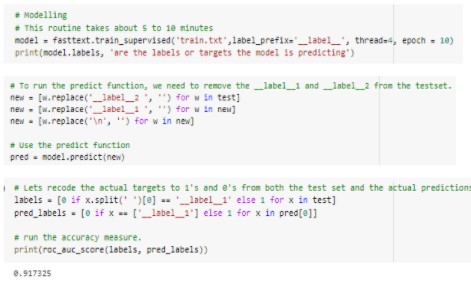 # Modelling
# This routine takes about 5 to 10 minutes
model = fasttext.train_supervised('train.txt',label_prefix='__label__', thread=4, epoch = 10)
print(model.labels, 'are the labels or targets the model is predicting')
# To run the predict function, we need to remove the __label__1 and __label__2 from the testset.
new = [w.replace('__label__2 ', '') for w in test]
new = [w.replace('__label__1 ', '') for w in new]
new = [w.replace('\n', '') for w in new]
# Use the predict function
pred = model.predict(new)
# Lets recode the actual targets to 1's and 0's from both the test set and the actual predictions
labels = [0 if x.split(' ')[0] == '__label__1' else 1 for x in test]
pred_labels = [0 if x == ['__label__1'] else 1 for x in pred[0]]
# run the accuracy measure.
print(roc_auc_score(labels, pred_labels))
0.917325